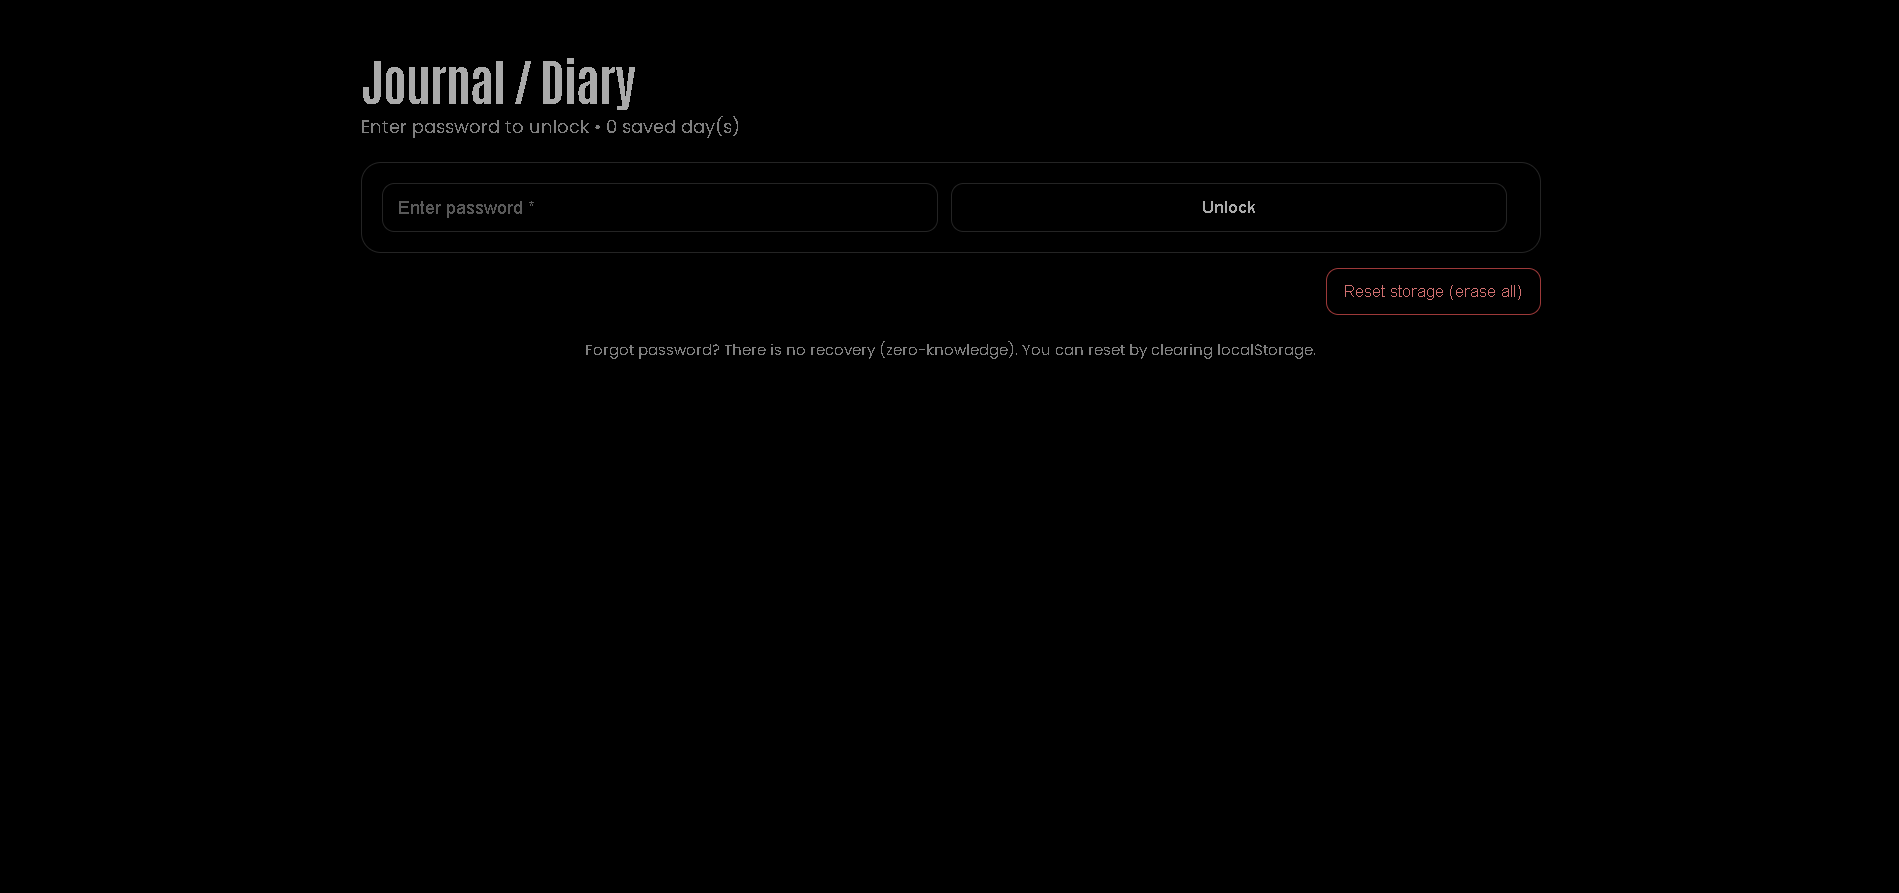 Journal / Diary
Enter password to unlock • 0 saved day(s)
Enter password *
Unlock
Reset storage (erase all)
Forgot password? There is no recovery (zero-knowledge). You can reset by clearing localStorage.